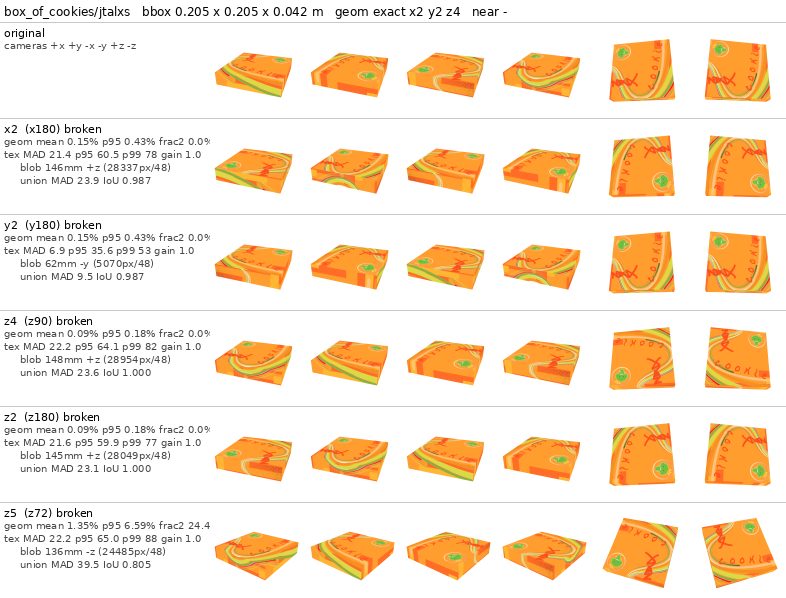 box_of_cookies/jtalxs   bbox 0.205 x 0.205 x 0.042 m   geom exact x2 y2 z4   near -
original
cameras +x +y -x -y +z -z
x2  (x180) broken
geom mean 0.15% p95 0.43% frac2 0.0%
tex MAD 21.4 p95 60.5 p99 78 gain 1.0
blob 146mm +z (28337px/48)
union MAD 23.9 IoU 0.987
y2  (y180) broken
geom mean 0.15% p95 0.43% frac2 0.0%
tex MAD 6.9 p95 35.6 p99 53 gain 1.0
blob 62mm -y (5070px/48)
union MAD 9.5 IoU 0.987
z4  (z90) broken
geom mean 0.09% p95 0.18% frac2 0.0%
tex MAD 22.2 p95 64.1 p99 82 gain 1.0
blob 148mm +z (28954px/48)
union MAD 23.6 IoU 1.000
z2  (z180) broken
geom mean 0.09% p95 0.18% frac2 0.0%
tex MAD 21.6 p95 59.9 p99 77 gain 1.0
blob 145mm +z (28049px/48)
union MAD 23.1 IoU 1.000
z5  (z72) broken
geom mean 1.35% p95 6.59% frac2 24.4
tex MAD 22.2 p95 65.0 p99 88 gain 1.0
blob 136mm -z (24485px/48)
union MAD 39.5 IoU 0.805